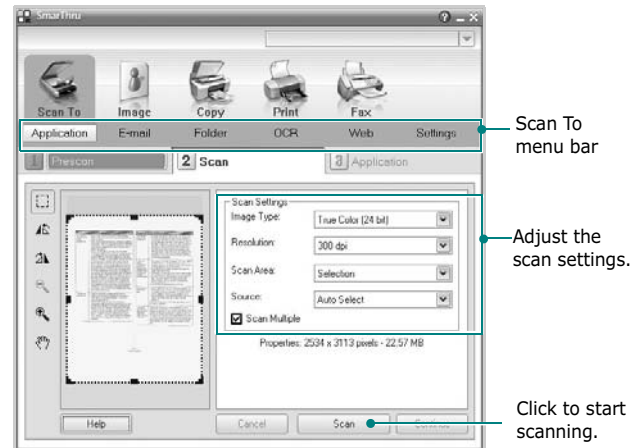 SmarThru
Scan To Image Copy Print Fax
Application E-mail Folder OCR Web Settings
Scan To
menu bar
1 Prescan 2 Scan 3 Application
Scan Settings
Image Type: True Color (24 bit)
Resolution: 300 dpi
Scan Area: Selection
Source: Auto Select
Scan Multiple
Adjust the
scan settings.
Properties: 2534 x 3113 pixels - 22.57 MB
Help Cancel Scan Continue
Click to start
scanning.